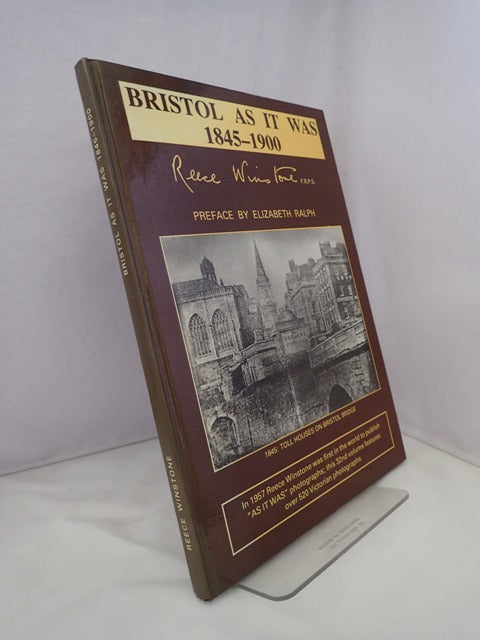 BRISTOL AS IT WAS
1845-1900
Reece Winstone F.R.P.S.
PREFACE BY ELIZABETH RALPH
1845: TOLL HOUSES ON BRISTOL BRIDGE
In 1957 Reece Winstone was first in the world to publish
"AS IT WAS" photographs; this 32nd volume features
over 520 Victorian photographs
BRISTOL AS IT WAS 1845-1900
REECE WINSTONE